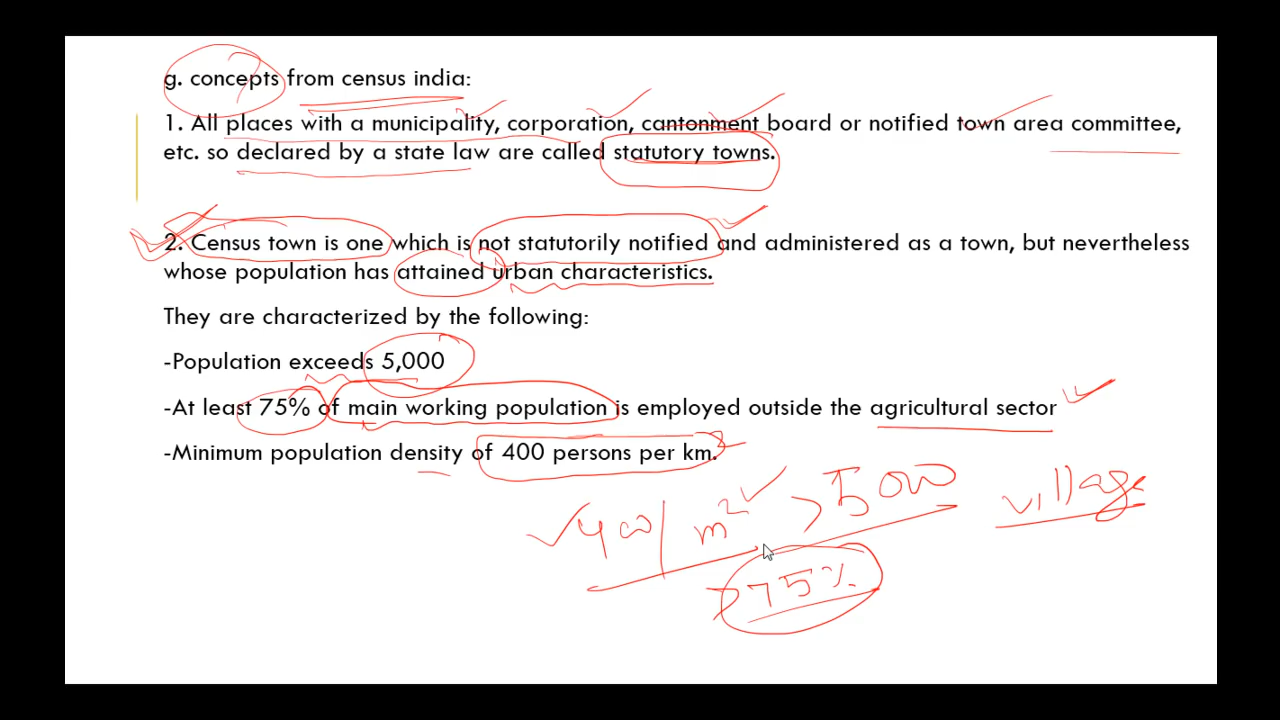 g. concepts from census india:
1. All places with a municipality, corporation, cantonment board or notified town area committee,
etc. so declared by a state law are called statutory towns.
2. Census town is one which is not statutorily notified and administered as a town, but nevertheless
whose population has attained urban characteristics.
They are characterized by the following:
-Population exceeds 5,000
-At least 75% of main working population is employed outside the agricultural sector
-Minimum population density of 400 persons per km.2
400/m2 > 5000 village
>75%